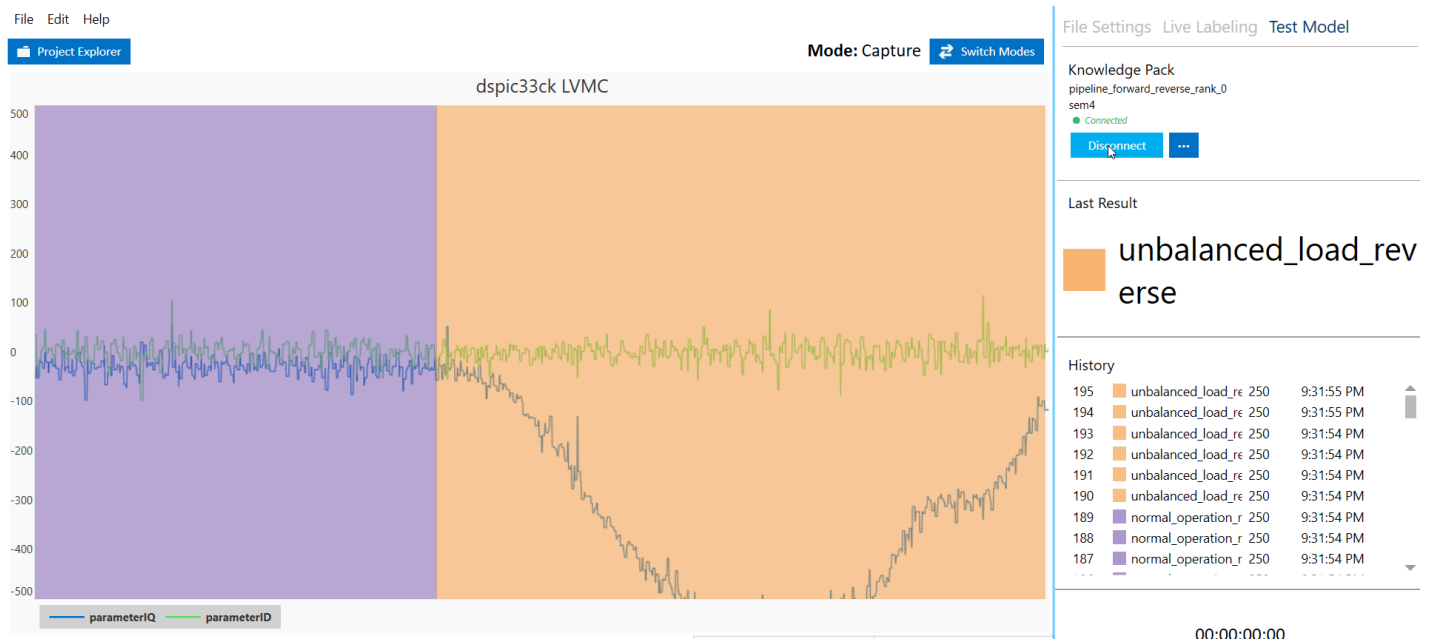 File Edit Help
Project Explorer
Mode: Capture
Switch Modes
dspic33ck LVMC
500
400
300
200
100
0
-100
-200
-300
-400
-500
parameterIQ
parameterID
File Settings Live Labeling Test Model
Knowledge Pack
pipeline_forward_reverse_rank_0
sem4
Connected
Disconnect
...
Last Result
unbalanced_load_rev
erse
History
195 unbalanced_load_re 250 9:31:55 PM
194 unbalanced_load_re 250 9:31:55 PM
193 unbalanced_load_re 250 9:31:54 PM
192 unbalanced_load_re 250 9:31:54 PM
191 unbalanced_load_re 250 9:31:54 PM
190 unbalanced_load_re 250 9:31:54 PM
189 normal_operation_r 250 9:31:54 PM
188 normal_operation_r 250 9:31:54 PM
187 normal_operation_r 250 9:31:54 PM
00:00:00:00